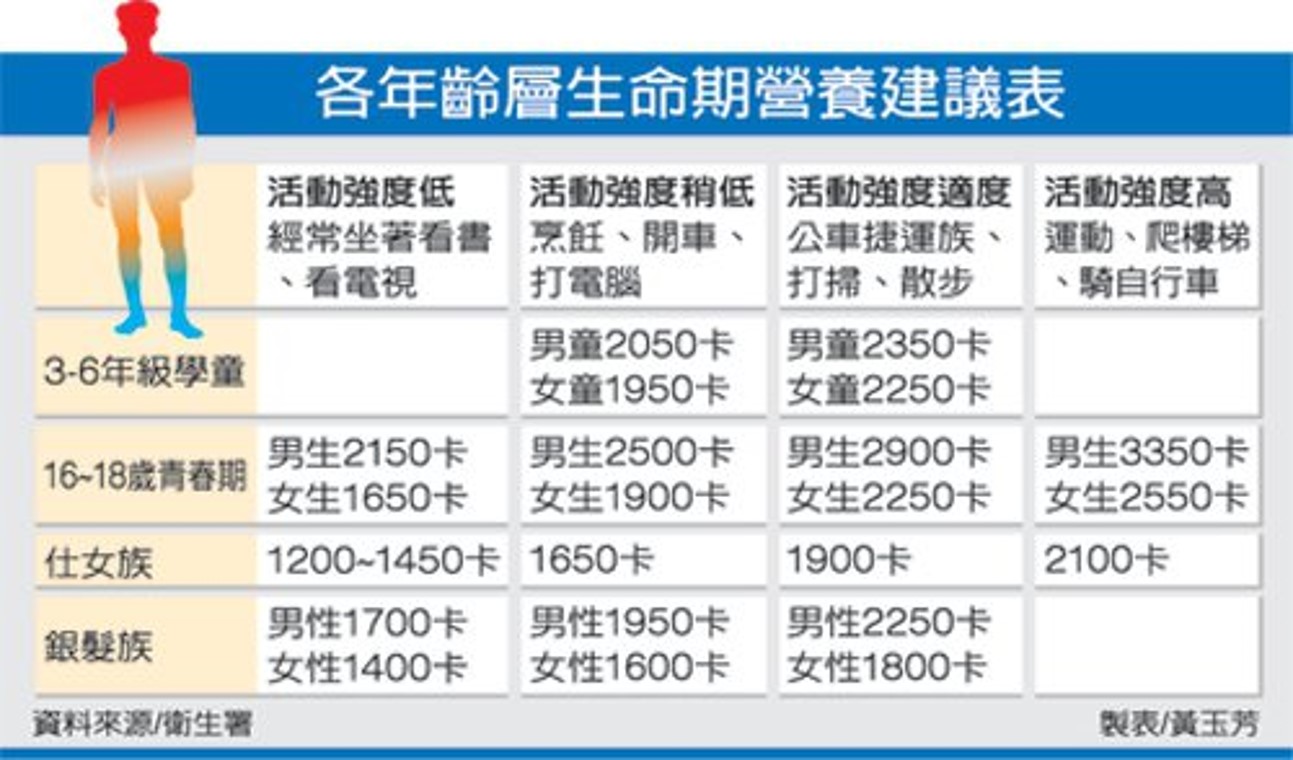 各年齡層生命期營養建議表
活動強度低
經常坐著看書
、看電視
活動強度稍低
烹飪、開車、
打電腦
活動強度適度
公車捷運族、
打掃、散步
活動強度高
運動、爬樓梯
、騎自行車
3-6年級學童
男童2050卡
女童1950卡
男童2350卡
女童2250卡
16~18歲青春期
男生2150卡
女生1650卡
男生2500卡
女生1900卡
男生2900卡
女生2250卡
男生3350卡
女生2550卡
仕女族
1200~1450卡
1650卡
1900卡
2100卡
銀髮族
男性1700卡
女性1400卡
男性1950卡
女性1600卡
男性2250卡
女性1800卡
資料來源/衛生署
製表/黃玉芳